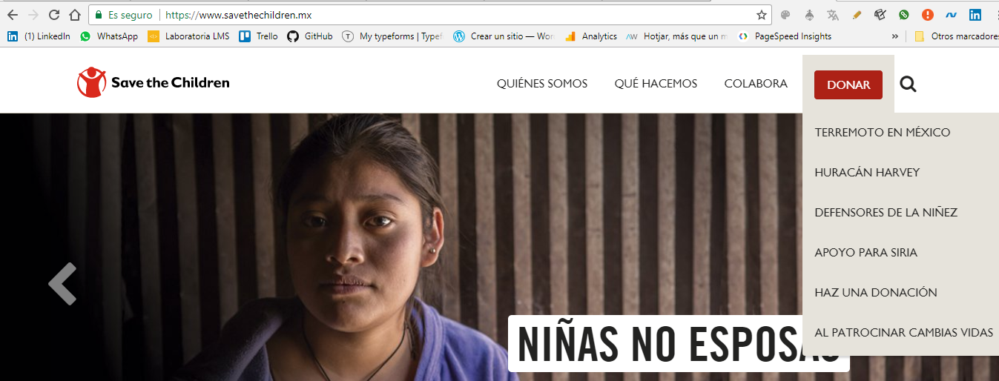 Es seguro | https://www.savethechildren.mx
(1) LinkedIn WhatsApp Laboratoria LMS Trello GitHub My typeforms | Typef Crear un sitio — Wor Analytics Hotjar, más que un m PageSpeed Insights » Otros marcadores
Save the Children QUIÉNES SOMOS QUÉ HACEMOS COLABORA DONAR
TERREMOTO EN MÉXICO
HURACÁN HARVEY
DEFENSORES DE LA NIÑEZ
APOYO PARA SIRIA
HAZ UNA DONACIÓN
AL PATROCINAR CAMBIAS VIDAS
NIÑAS NO ESPOSAS